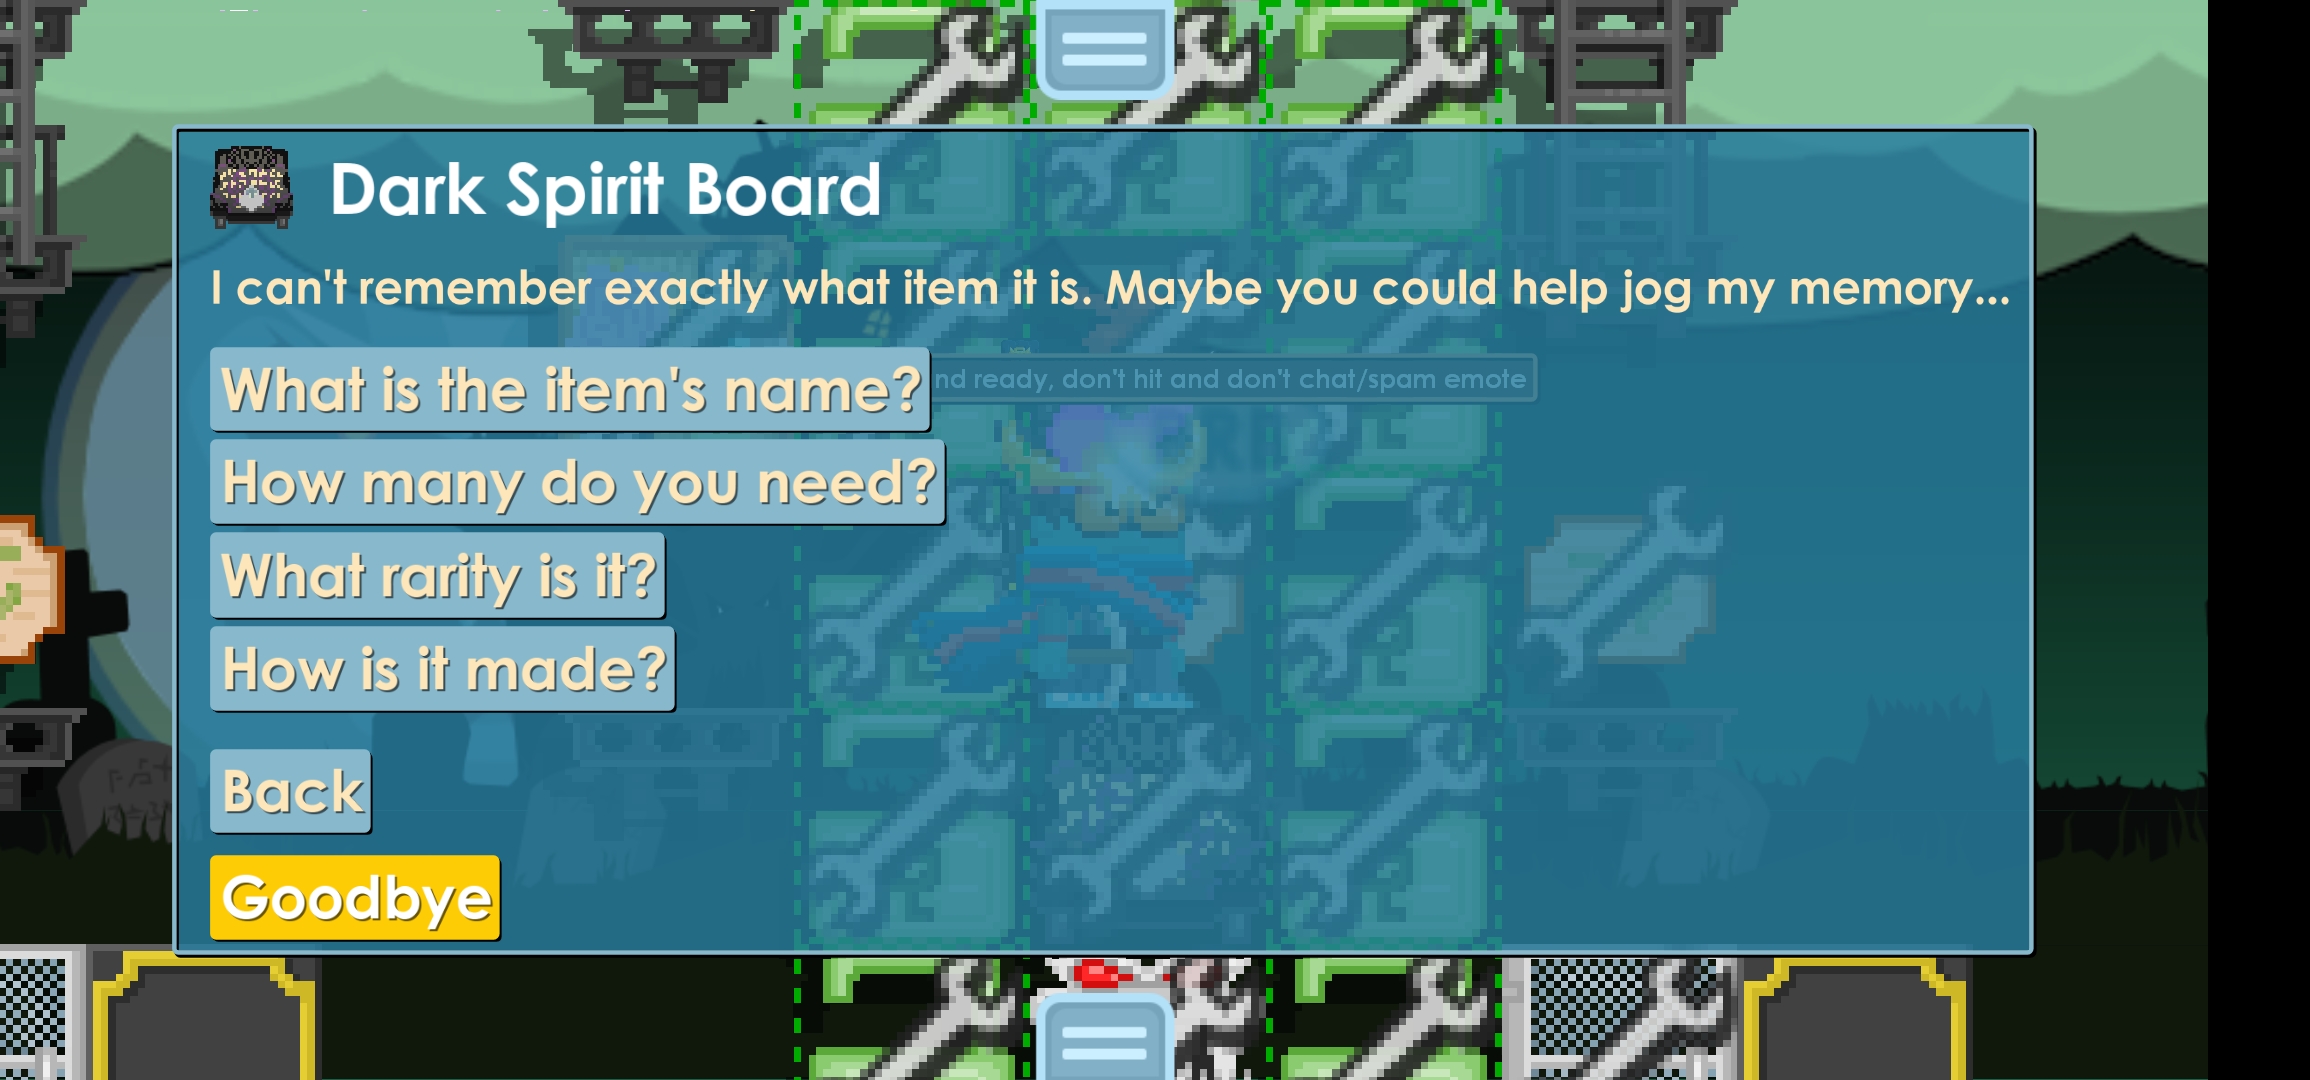 Dark Spirit Board
I can't remember exactly what item it is. Maybe you could help jog my memory...
What is the item's name?
nd ready, don't hit and don't chat/spam emote
How many do you need?
What rarity is it?
How is it made?
Back
Goodbye